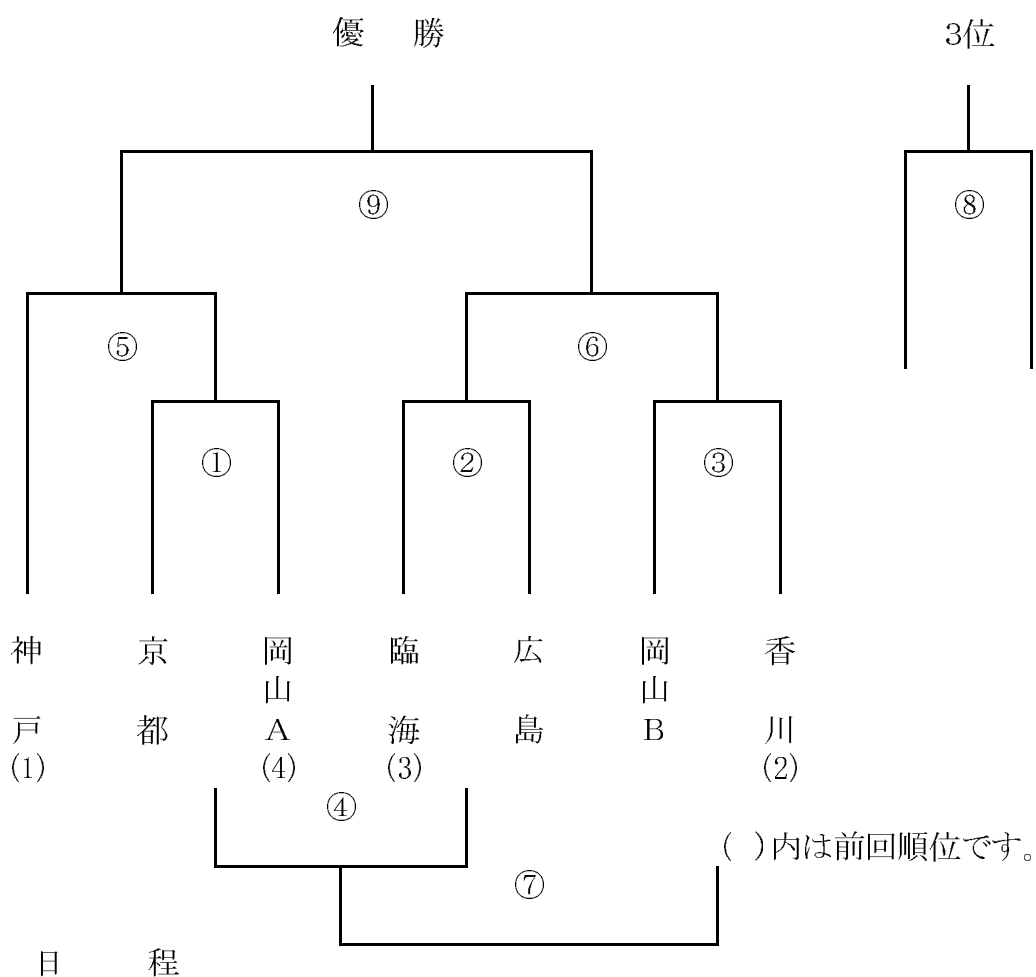 優 勝
3位
⑨
⑧
⑤
⑥
①
②
③
神戸(1)
京都
岡山A(4)
臨海(3)
広島
岡山B
香川(2)
④
( )内は前回順位です。
⑦
日 程